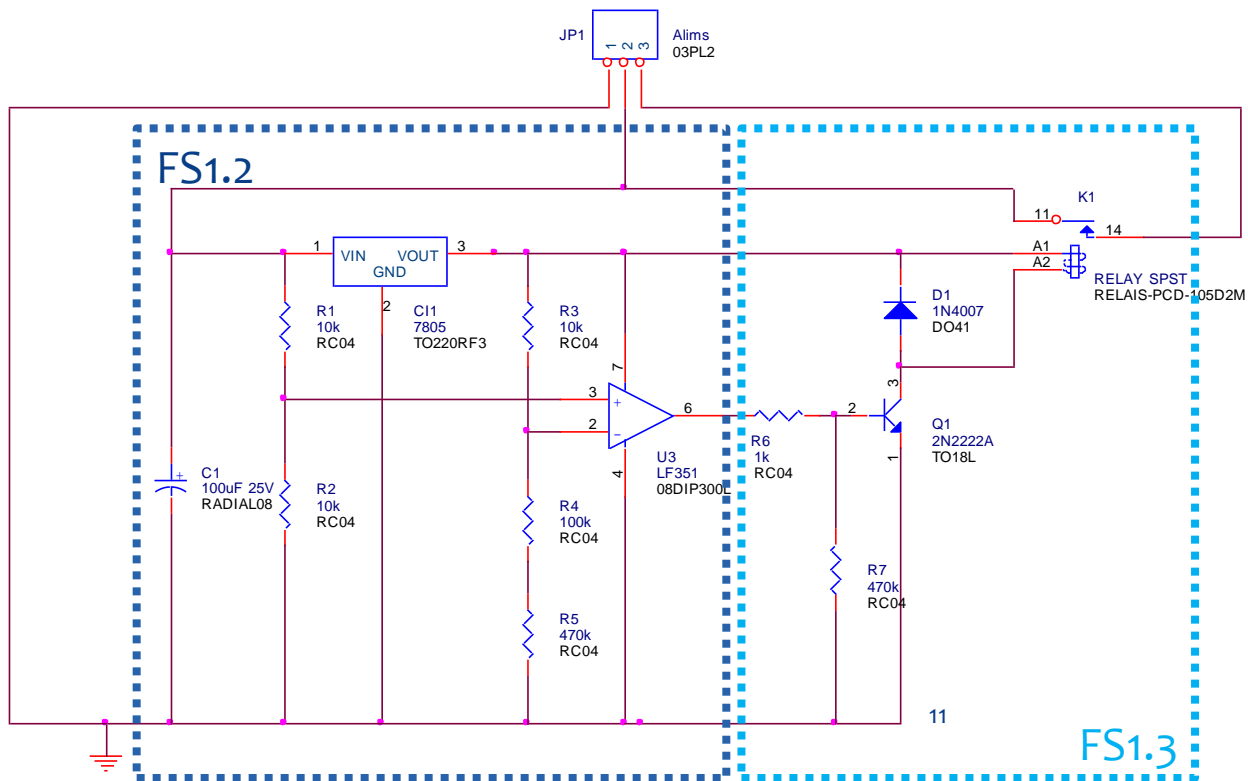 JP1
Alims
03PL2
1
2
3
FS1.2
K1
11
14
A1
A2
RELAY SPST
RELAIS-PCD-105D2M
1
VIN
VOUT
GND
3
2
R1
10k
RC04
CI1
7805
TO220RF3
R3
10k
RC04
D1
1N4007
DO41
7
3
+
2
−
6
4
U3
LF351
08DIP300L
R6
1k
RC04
2
3
1
Q1
2N2222A
TO18L
C1
100uF 25V
RADIAL08
+
R2
10k
RC04
R4
100k
RC04
R5
470k
RC04
R7
470k
RC04
11
FS1.3